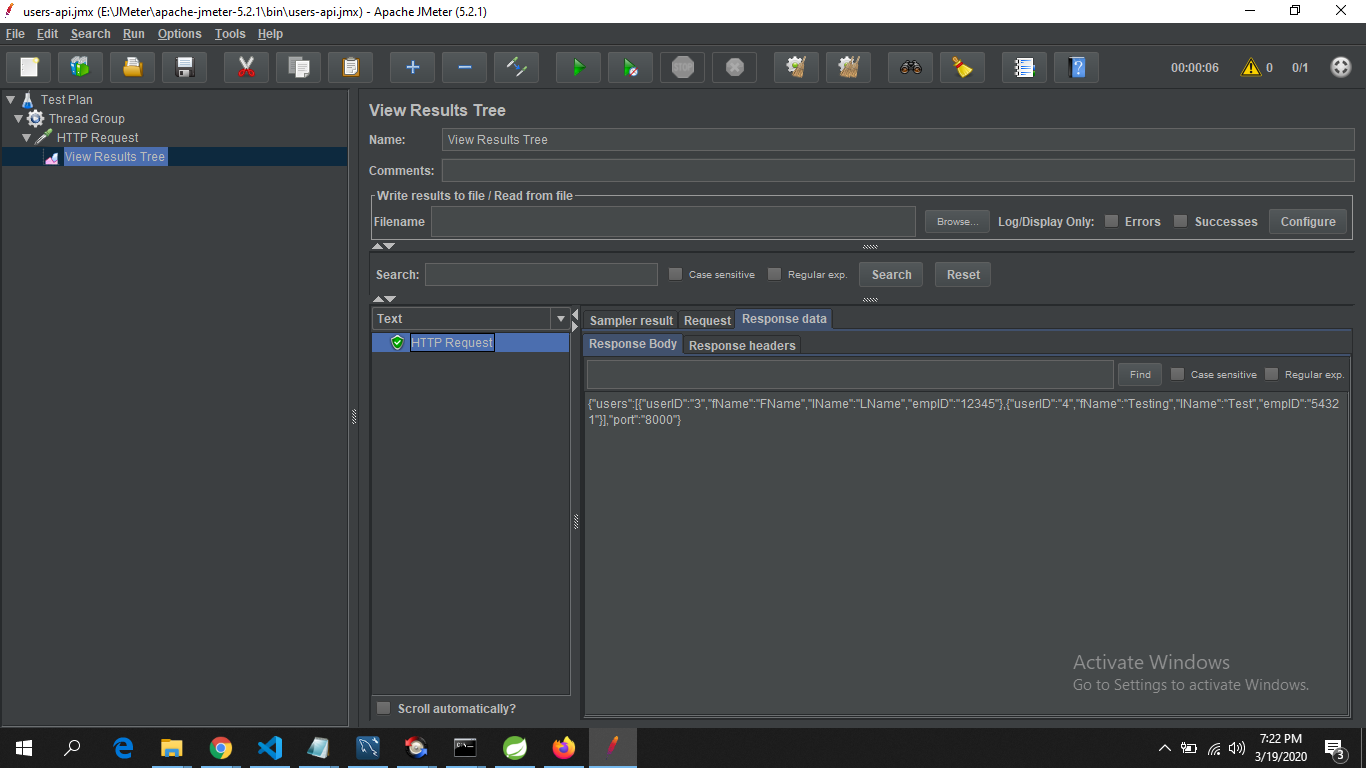 users-api.jmx (E:\JMeter\apache-jmeter-5.2.1\bin\users-api.jmx) - Apache JMeter (5.2.1)
File Edit Search Run Options Tools Help
STOP
00:00:06 0 0/1
Test Plan
Thread Group
HTTP Request
View Results Tree
View Results Tree
Name: View Results Tree
Comments:
Write results to file / Read from file
Filename Browse... Log/Display Only: Errors Successes Configure
Search: Case sensitive Regular exp. Search Reset
Text
HTTP Request
Scroll automatically?
Sampler result Request Response data
Response Body Response headers
Find Case sensitive Regular exp.
{"users":[{"userID":"3","fName":"FName","lName":"LName","empID":"12345"},{"userID":"4","fName":"Testing","lName":"Test","empID":"5432
1"}],"port":"8000"}
Activate Windows
Go to Settings to activate Windows.
7:22 PM
3/19/2020
3